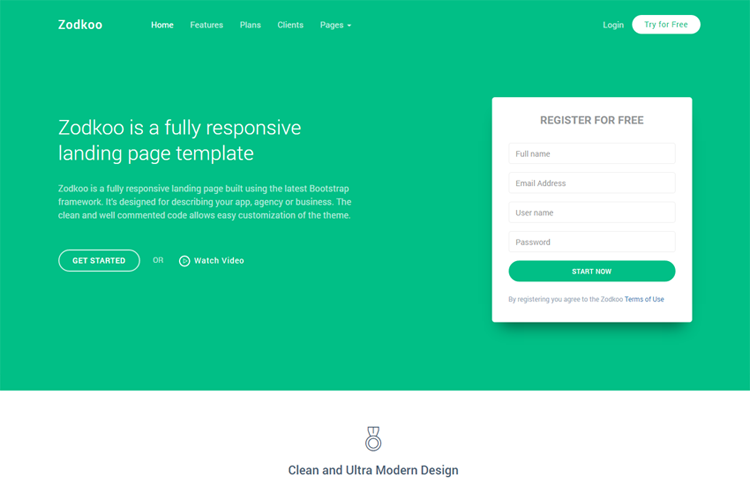 Zodkoo
Home Features Plans Clients Pages
Login Try for Free
Zodkoo is a fully responsive
landing page template
Zodkoo is a fully responsive landing page built using the latest Bootstrap
framework. It's designed for describing your app, agency or business. The
clean and well commented code allows easy customization of the theme.
GET STARTED OR Watch Video
REGISTER FOR FREE
Full name
Email Address
User name
Password
START NOW
By registering you agree to the Zodkoo Terms of Use
Clean and Ultra Modern Design